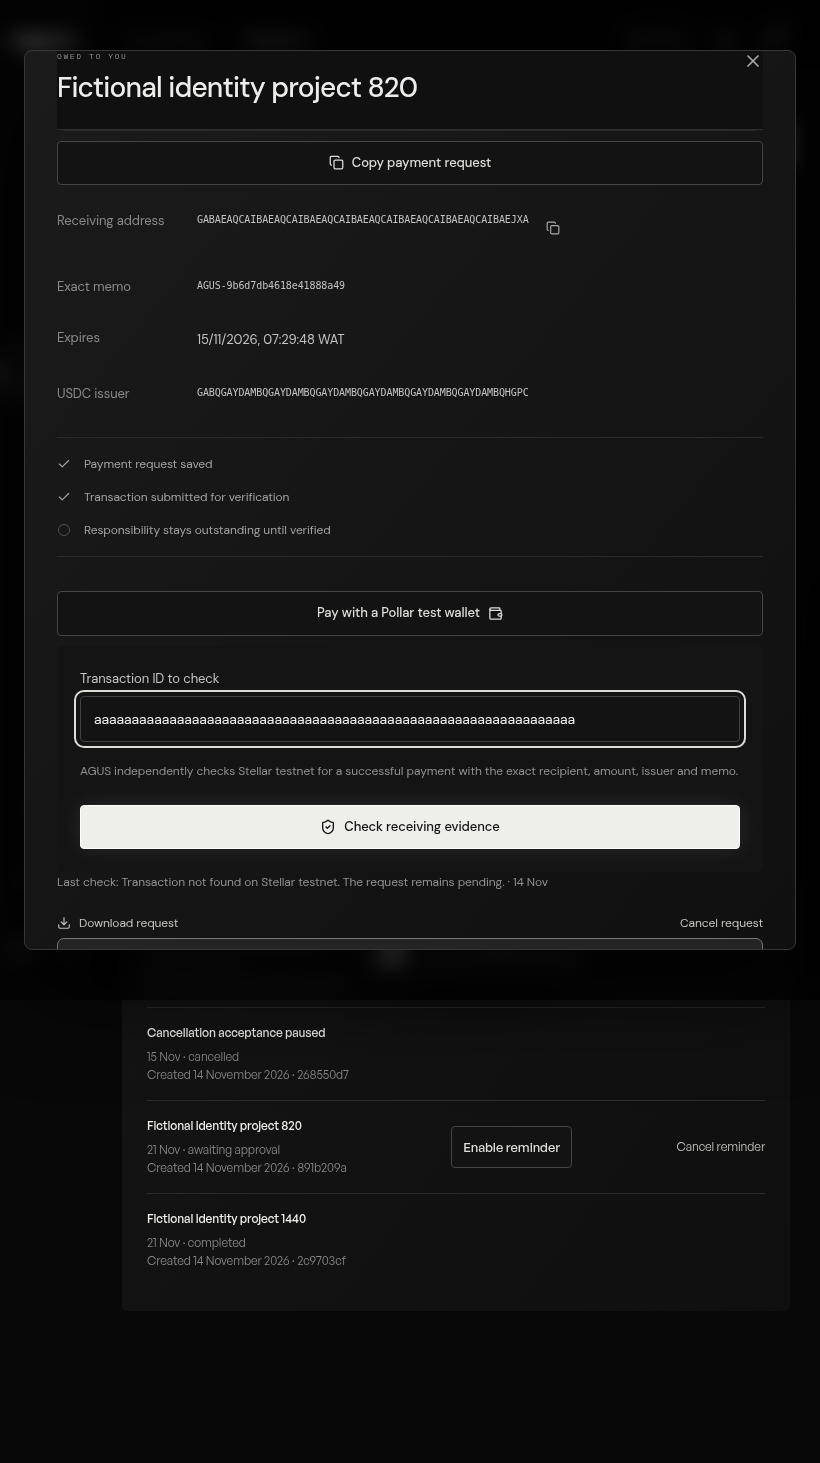 OWED TO YOU
Fictional identity project 820
Copy payment request
Receiving address
GABAEAQCAIBAEAQCAIBAEAQCAIBAEAQCAIBAEAQCAIBAEAQCAIBAEJXA
Exact memo
AGUS-9b6d7db4618e41888a49
Expires
15/11/2026, 07:29:48 WAT
USDC issuer
GABQGAYDAMBQGAYDAMBQGAYDAMBQGAYDAMBQGAYDAMBQGAYDAMBQHGPC
Payment request saved
Transaction submitted for verification
Responsibility stays outstanding until verified
Pay with a Pollar test wallet
Transaction ID to check
aaaaaaaaaaaaaaaaaaaaaaaaaaaaaaaaaaaaaaaaaaaaaaaaaaaaaaaaaaaaaaaa
AGUS independently checks Stellar testnet for a successful payment with the exact recipient, amount, issuer and memo.
Check receiving evidence
Last check: Transaction not found on Stellar testnet. The request remains pending. · 14 Nov
Download request
Cancel request
Cancellation acceptance paused
15 Nov · cancelled
Created 14 November 2026 · 268550d7
Fictional identity project 820
21 Nov · awaiting approval
Created 14 November 2026 · 891b209a
Enable reminder
Cancel reminder
Fictional identity project 1440
21 Nov · completed
Created 14 November 2026 · 2c9703cf